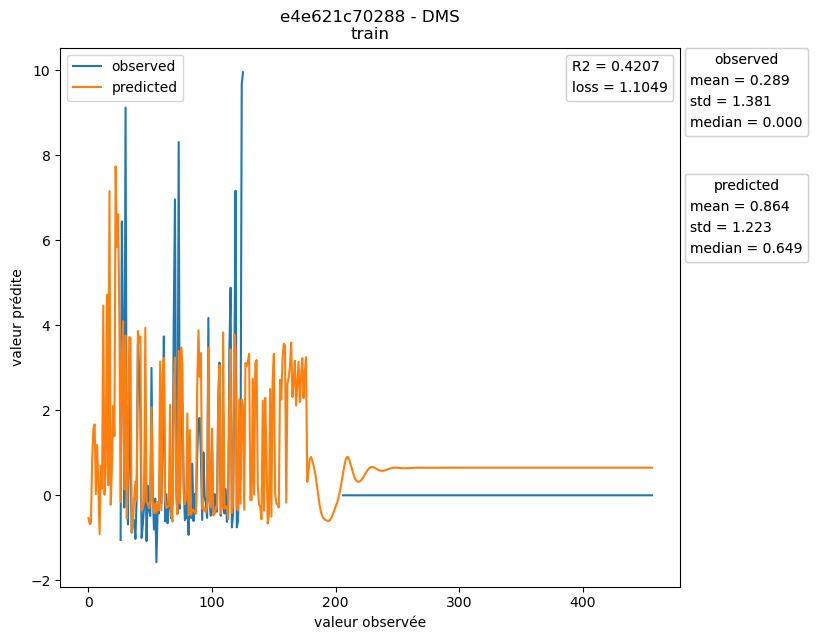 e4e621c70288 - DMS
train
observed
predicted
R2 = 0.4207
loss = 1.1049
observed
mean = 0.289
std = 1.381
median = 0.000
predicted
mean = 0.864
std = 1.223
median = 0.649
valeur prédite
10
8
6
4
2
0
−2
0
100
200
300
400
valeur observée